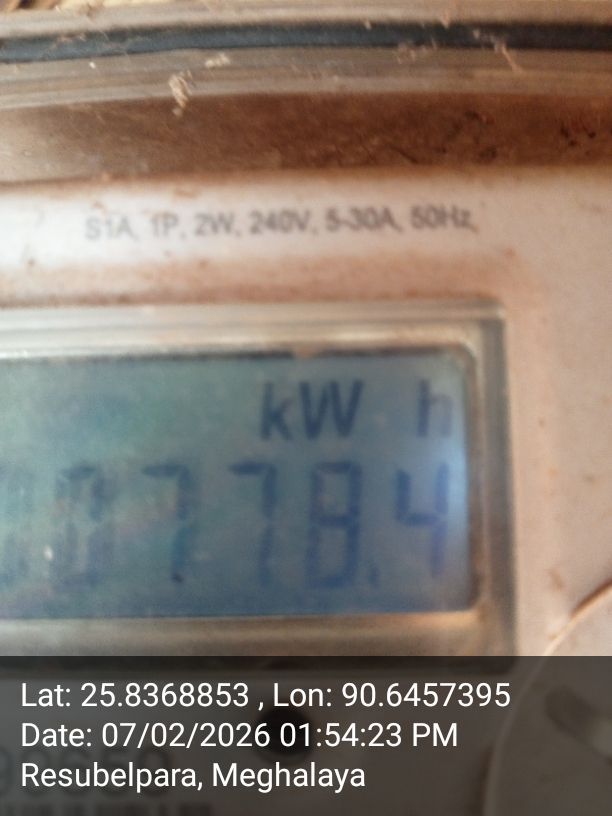 S1A, 1P, 2W, 240V, 5-30A, 50Hz,
kW h
00778.4
Lat: 25.8368853 , Lon: 90.6457395
Date: 07/02/2026 01:54:23 PM
Resubelpara, Meghalaya